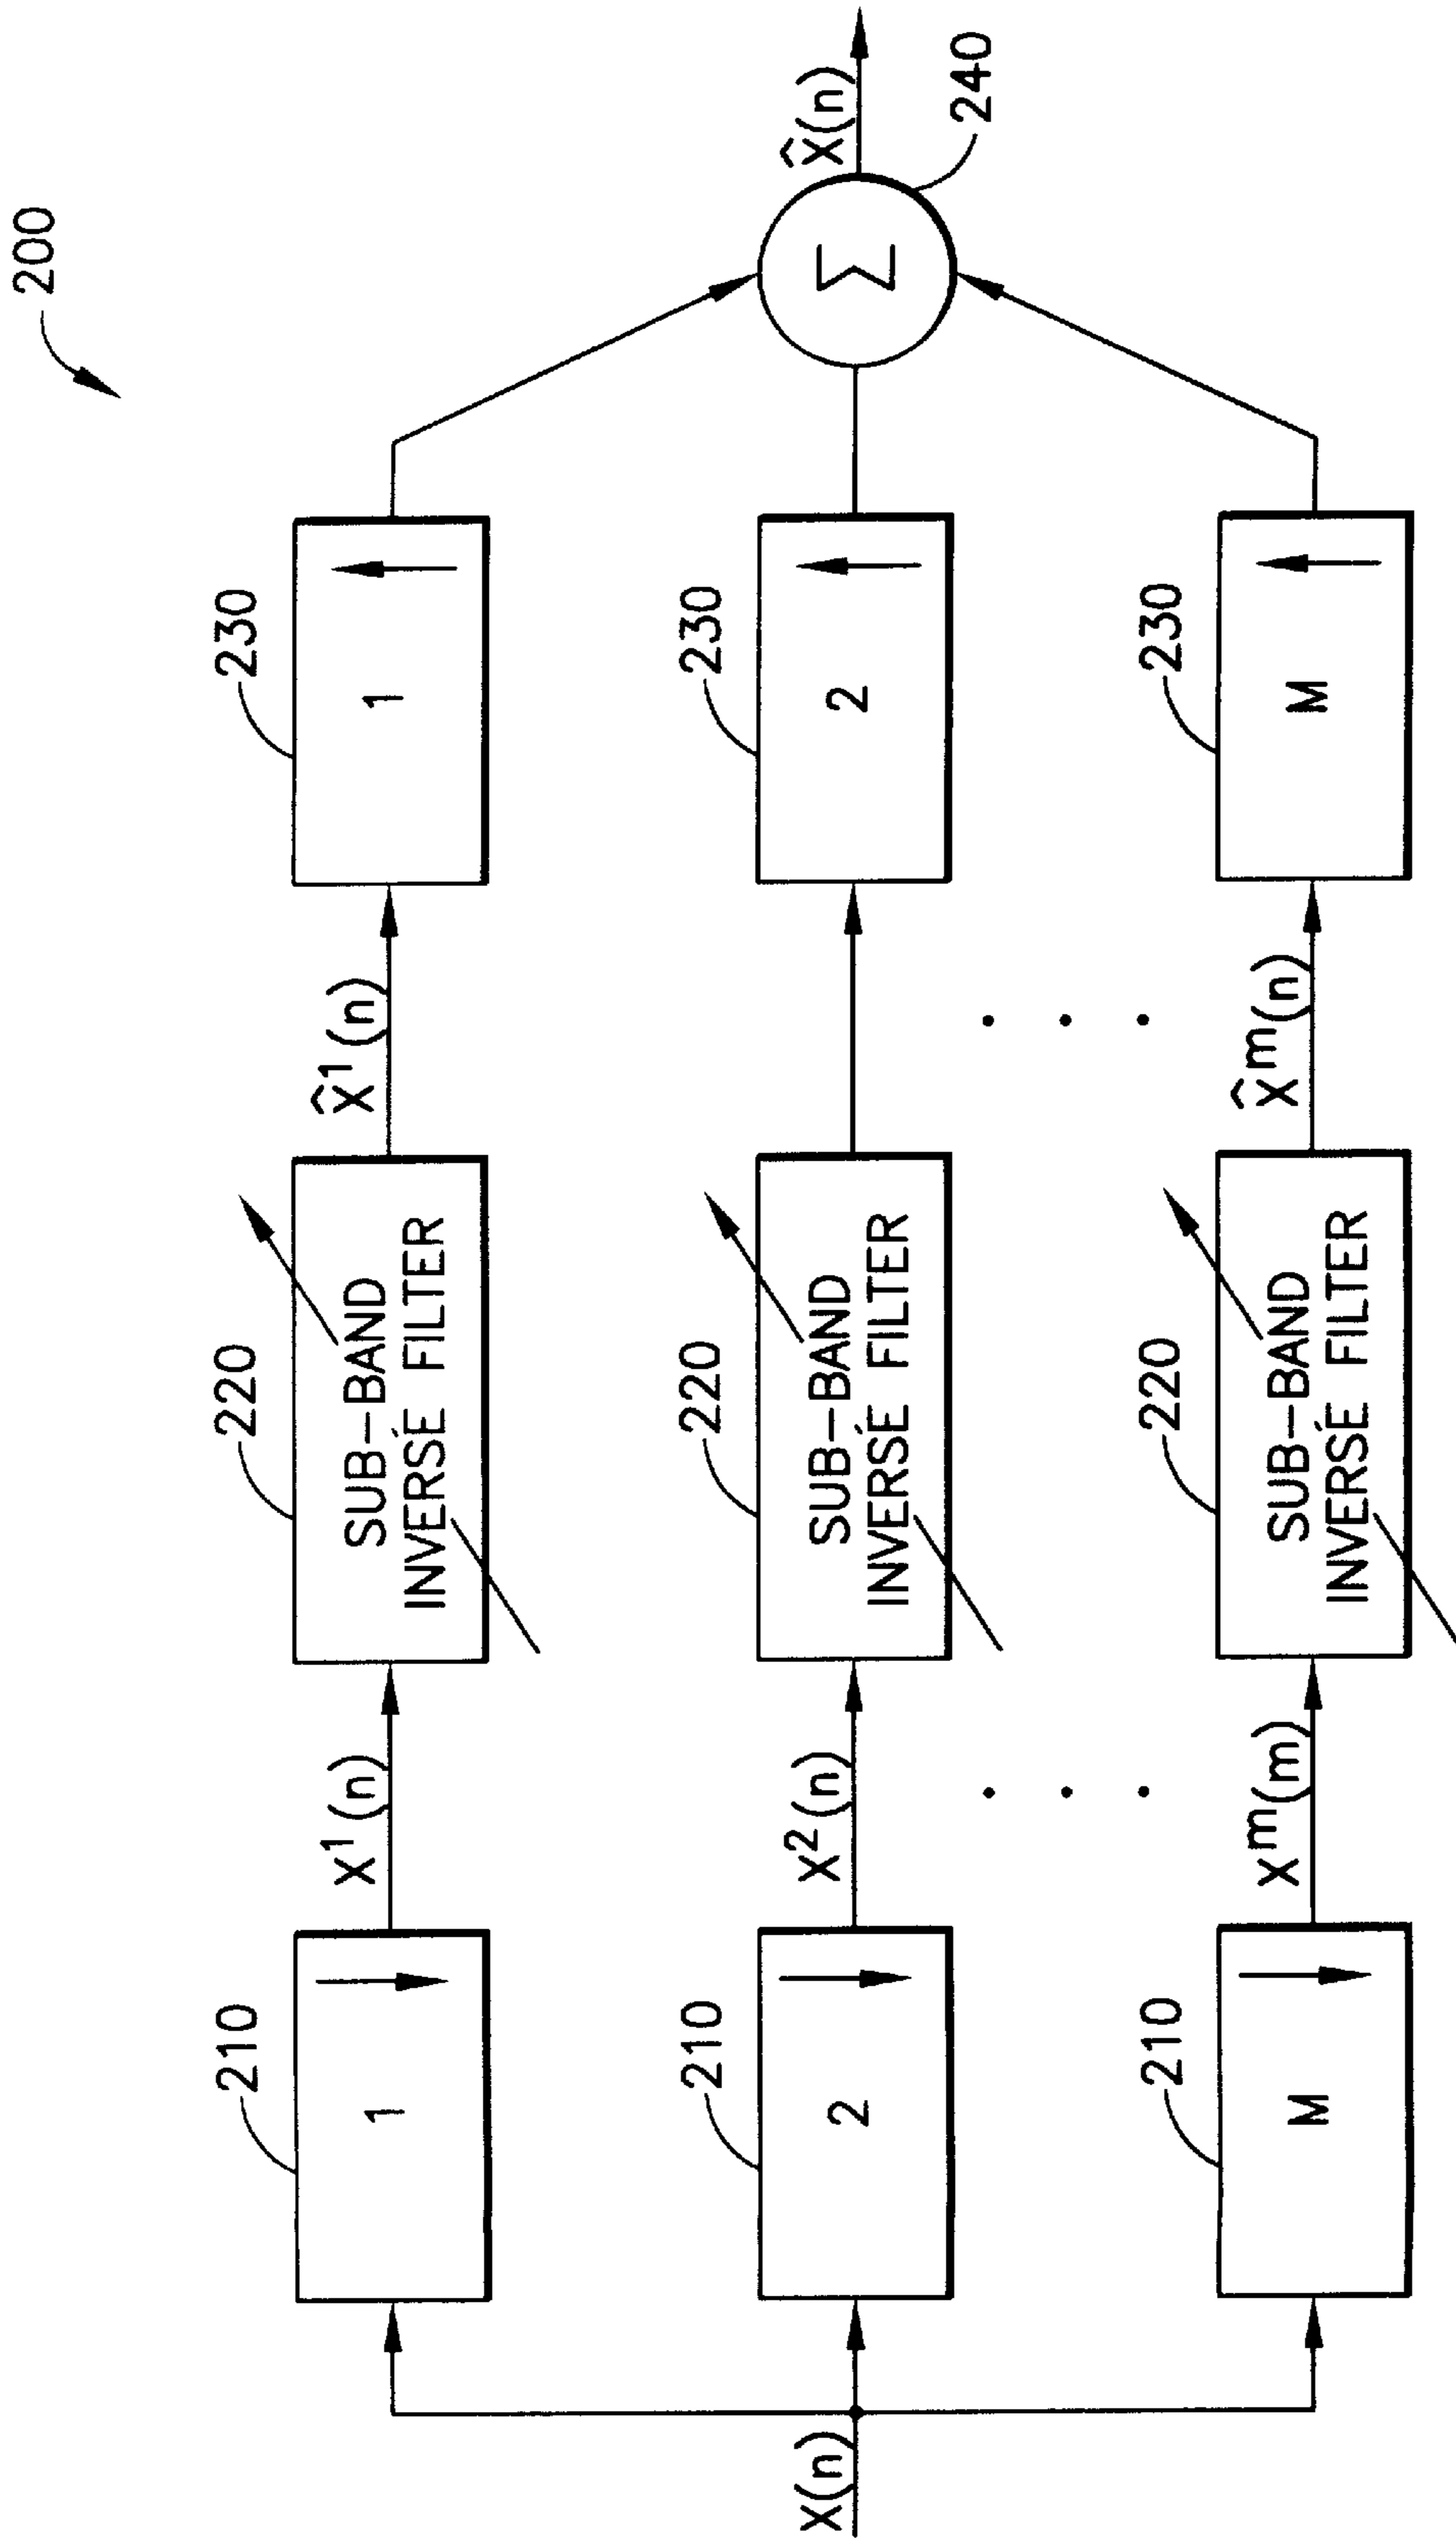 200
210
1
X¹(n)
220
SUB-BAND
INVERSE FILTER
X̂¹(n)
230
1
X(n)
210
2
X²(n)
220
SUB-BAND
INVERSE FILTER
230
2
Σ
X̂(n)
240
. . .
. . .
210
M
Xᵐ(m)
220
SUB-BAND
INVERSE FILTER
X̂ᵐ(n)
230
M